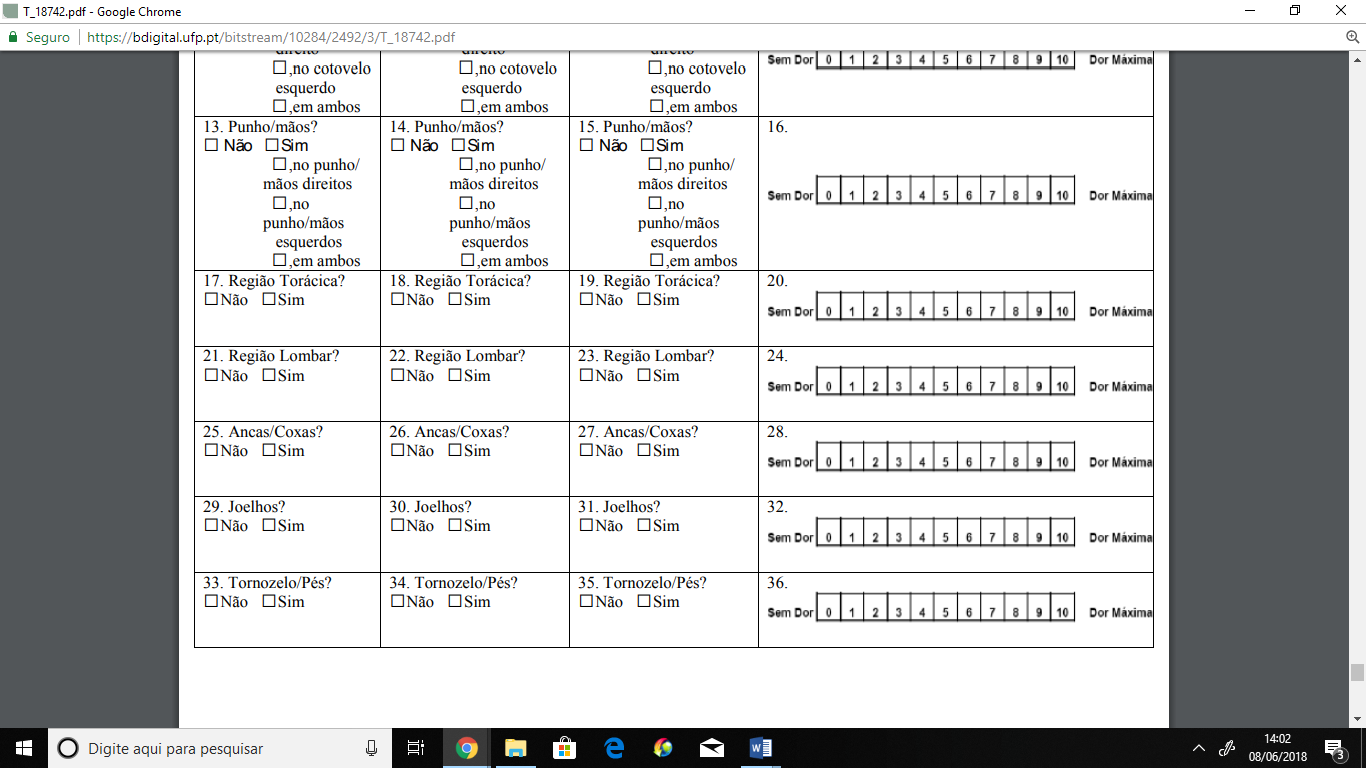 T_18742.pdf - Google Chrome
Seguro https://bdigital.ufp.pt/bitstream/10284/2492/3/T_18742.pdf
direito direito direito
☐,no cotovelo ☐,no cotovelo ☐,no cotovelo Sem Dor 0 1 2 3 4 5 6 7 8 9 10 Dor Máxima
esquerdo esquerdo esquerdo
☐,em ambos ☐,em ambos ☐,em ambos
13. Punho/mãos? 14. Punho/mãos? 15. Punho/mãos? 16.
☐ Não ☐Sim ☐ Não ☐Sim ☐ Não ☐Sim
☐,no punho/ ☐,no punho/ ☐,no punho/
mãos direitos mãos direitos mãos direitos
☐,no ☐,no ☐,no Sem Dor 0 1 2 3 4 5 6 7 8 9 10 Dor Máxima
punho/mãos punho/mãos punho/mãos
esquerdos esquerdos esquerdos
☐,em ambos ☐,em ambos ☐,em ambos
17. Região Torácica? 18. Região Torácica? 19. Região Torácica? 20.
☐Não ☐Sim ☐Não ☐Sim ☐Não ☐Sim Sem Dor 0 1 2 3 4 5 6 7 8 9 10 Dor Máxima
21. Região Lombar? 22. Região Lombar? 23. Região Lombar? 24.
☐Não ☐Sim ☐Não ☐Sim ☐Não ☐Sim Sem Dor 0 1 2 3 4 5 6 7 8 9 10 Dor Máxima
25. Ancas/Coxas? 26. Ancas/Coxas? 27. Ancas/Coxas? 28.
☐Não ☐Sim ☐Não ☐Sim ☐Não ☐Sim Sem Dor 0 1 2 3 4 5 6 7 8 9 10 Dor Máxima
29. Joelhos? 30. Joelhos? 31. Joelhos? 32.
☐Não ☐Sim ☐Não ☐Sim ☐Não ☐Sim Sem Dor 0 1 2 3 4 5 6 7 8 9 10 Dor Máxima
33. Tornozelo/Pés? 34. Tornozelo/Pés? 35. Tornozelo/Pés? 36.
☐Não ☐Sim ☐Não ☐Sim ☐Não ☐Sim Sem Dor 0 1 2 3 4 5 6 7 8 9 10 Dor Máxima
Digite aqui para pesquisar
14:02
08/06/2018
3